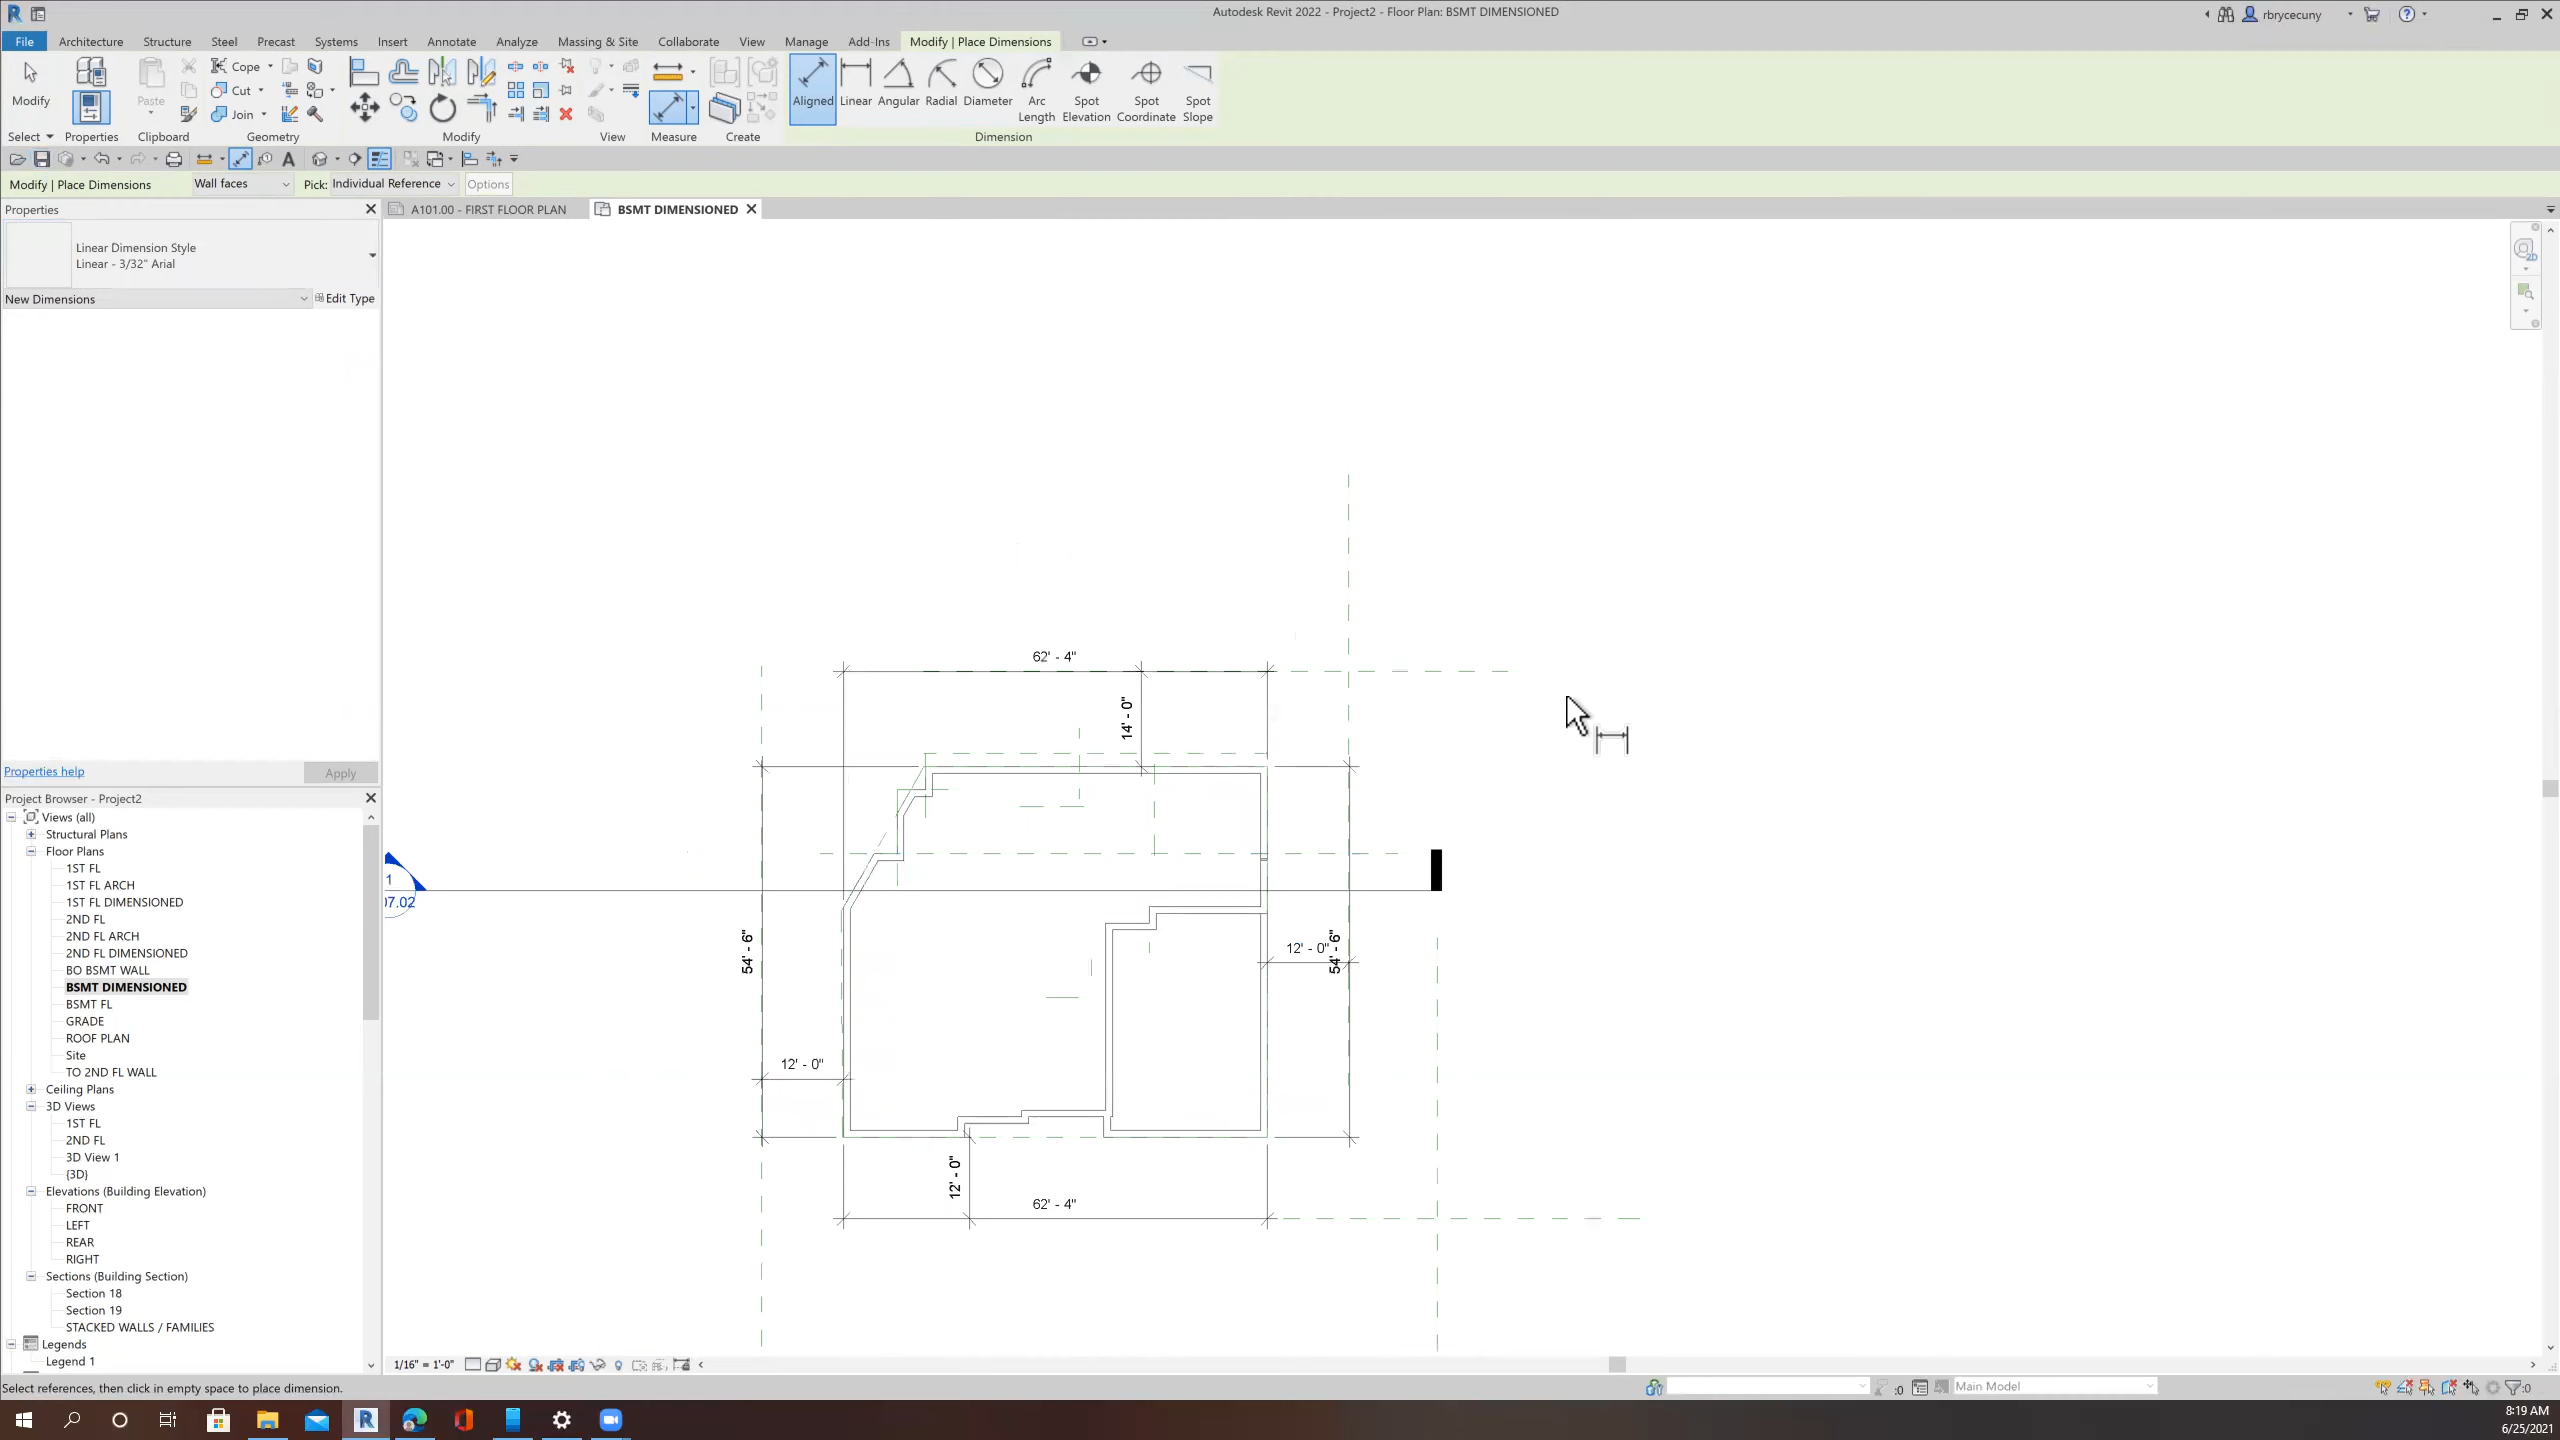 Autodesk Revit 2022 - Project2 - Floor Plan: BSMT DIMENSIONED
rbrycecuny
File Architecture Structure Steel Precast Systems Insert Annotate Analyze Massing & Site Collaborate View Manage Add-Ins Modify | Place Dimensions
Modify Paste Cope Cut Join Aligned Linear Angular Radial Diameter Arc Length Spot Elevation Spot Coordinate Spot Slope
Select Properties Clipboard Geometry Modify View Measure Create Dimension
Modify | Place Dimensions Wall faces Pick: Individual Reference Options
Properties
A101.00 - FIRST FLOOR PLAN
BSMT DIMENSIONED
Linear Dimension Style
Linear - 3/32" Arial
New Dimensions
Edit Type
Properties help
Apply
Project Browser - Project2
Views (all)
Structural Plans
Floor Plans
1ST FL
1ST FL ARCH
1ST FL DIMENSIONED
2ND FL
2ND FL ARCH
2ND FL DIMENSIONED
BO BSMT WALL
BSMT DIMENSIONED
BSMT FL
GRADE
ROOF PLAN
Site
TO 2ND FL WALL
Ceiling Plans
3D Views
1ST FL
2ND FL
3D View 1
{3D}
Elevations (Building Elevation)
FRONT
LEFT
REAR
RIGHT
Sections (Building Section)
Section 18
Section 19
STACKED WALLS / FAMILIES
Legends
Legend 1
62' - 4"
14' - 0"
1
07.02
54' - 6"
12' - 0"
54' - 6"
12' - 0"
12' - 0"
62' - 4"
1/16" = 1'-0"
Select references, then click in empty space to place dimension.
:0
Main Model
:0
8:19 AM
6/25/2021